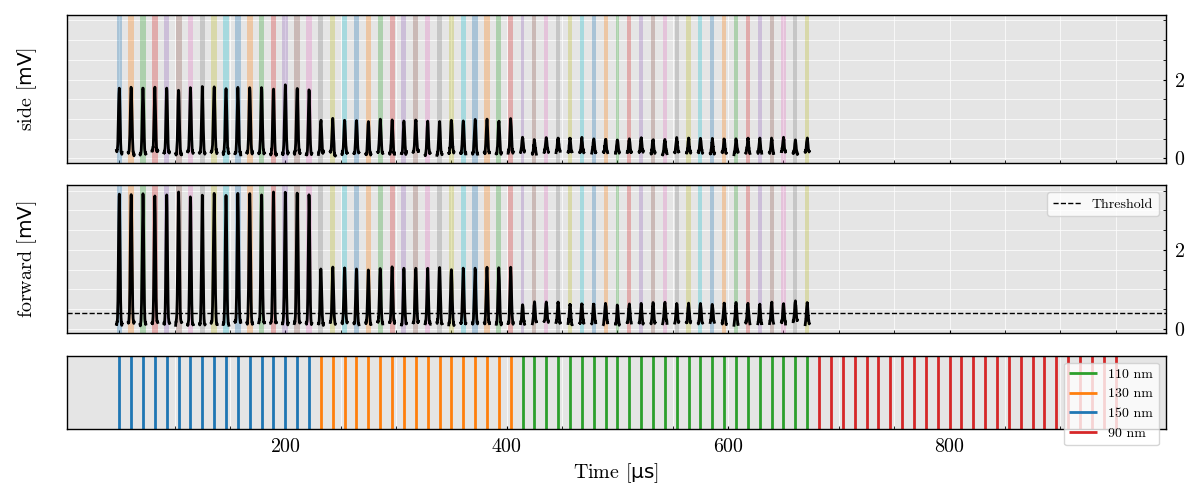 side [mV]
2
0
forward [mV]
Threshold
2
0
110 nm
130 nm
150 nm
90 nm
200
400
600
800
Time [µs]